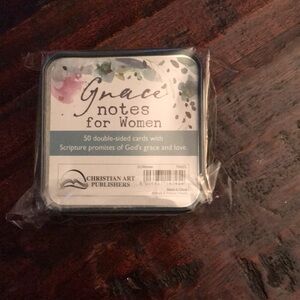 Grace
notes
for Women
50 double-sided cards with
Scripture promises of God's grace and love.
CHRISTIAN ART
PUBLISHERS